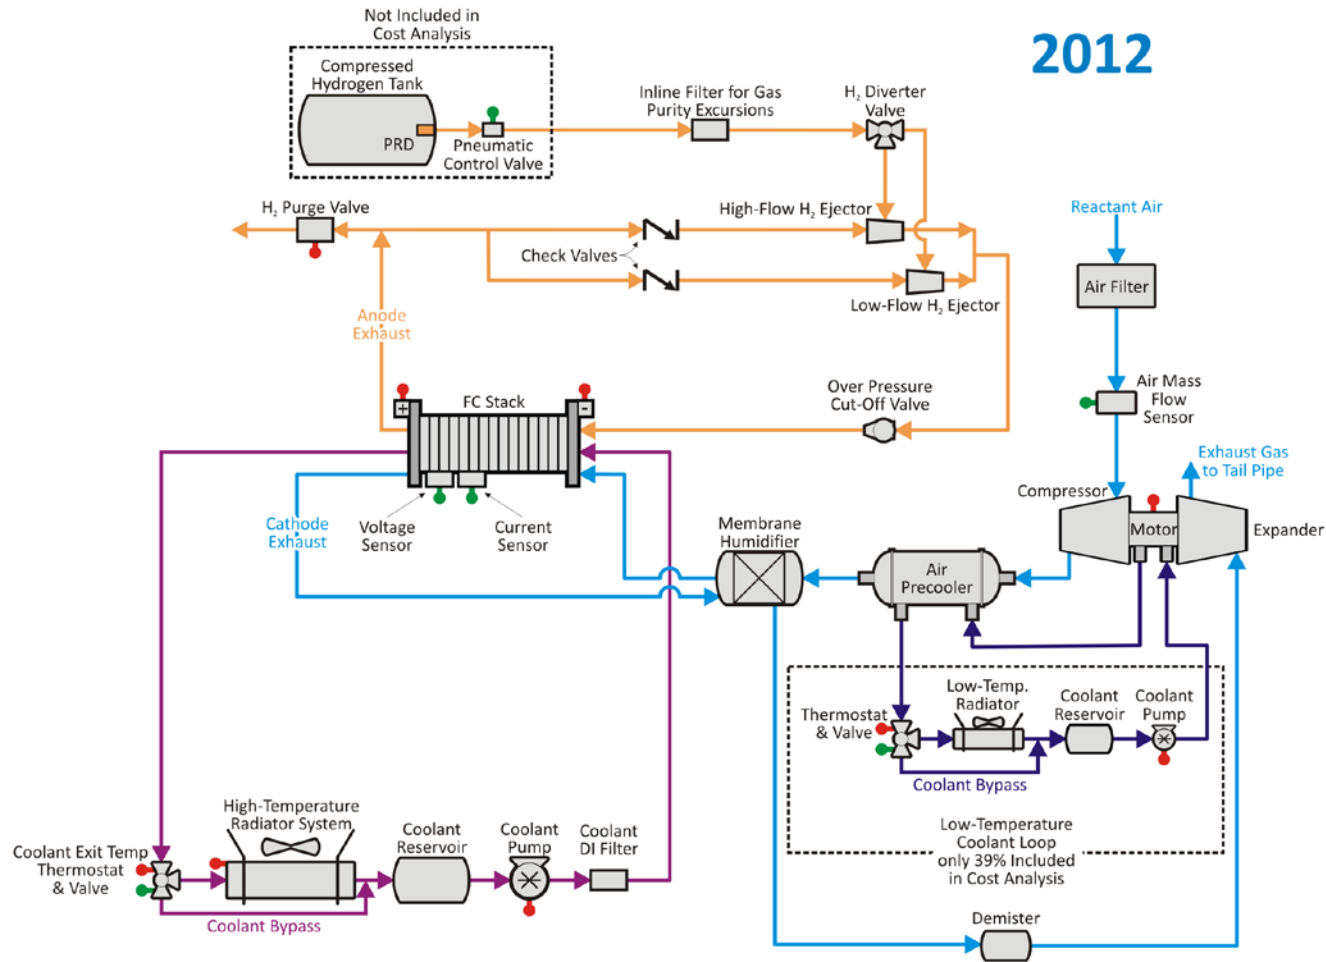 Not Included in
Cost Analysis
2012
Compressed
Hydrogen Tank
PRD
Pneumatic
Control Valve
Inline Filter for Gas
Purity Excursions
H₂ Diverter
Valve
H₂ Purge Valve
High-Flow H₂ Ejector
Check Valves
Low-Flow H₂ Ejector
Reactant Air
Air Filter
Anode
Exhaust
Air Mass
Flow
Sensor
Over Pressure
Cut-Off Valve
FC Stack
+
-
Exhaust Gas
to Tail Pipe
Compressor
Motor
Expander
Cathode
Exhaust
Voltage
Sensor
Current
Sensor
Membrane
Humidifier
Air
Precooler
Thermostat
& Valve
Low-Temp.
Radiator
Coolant
Reservoir
Coolant
Pump
Coolant Bypass
Low-Temperature
Coolant Loop
only 39% Included
in Cost Analysis
High-Temperature
Radiator System
Coolant Exit Temp
Thermostat
& Valve
Coolant
Reservoir
Coolant
Pump
Coolant
DI Filter
Coolant Bypass
Demister